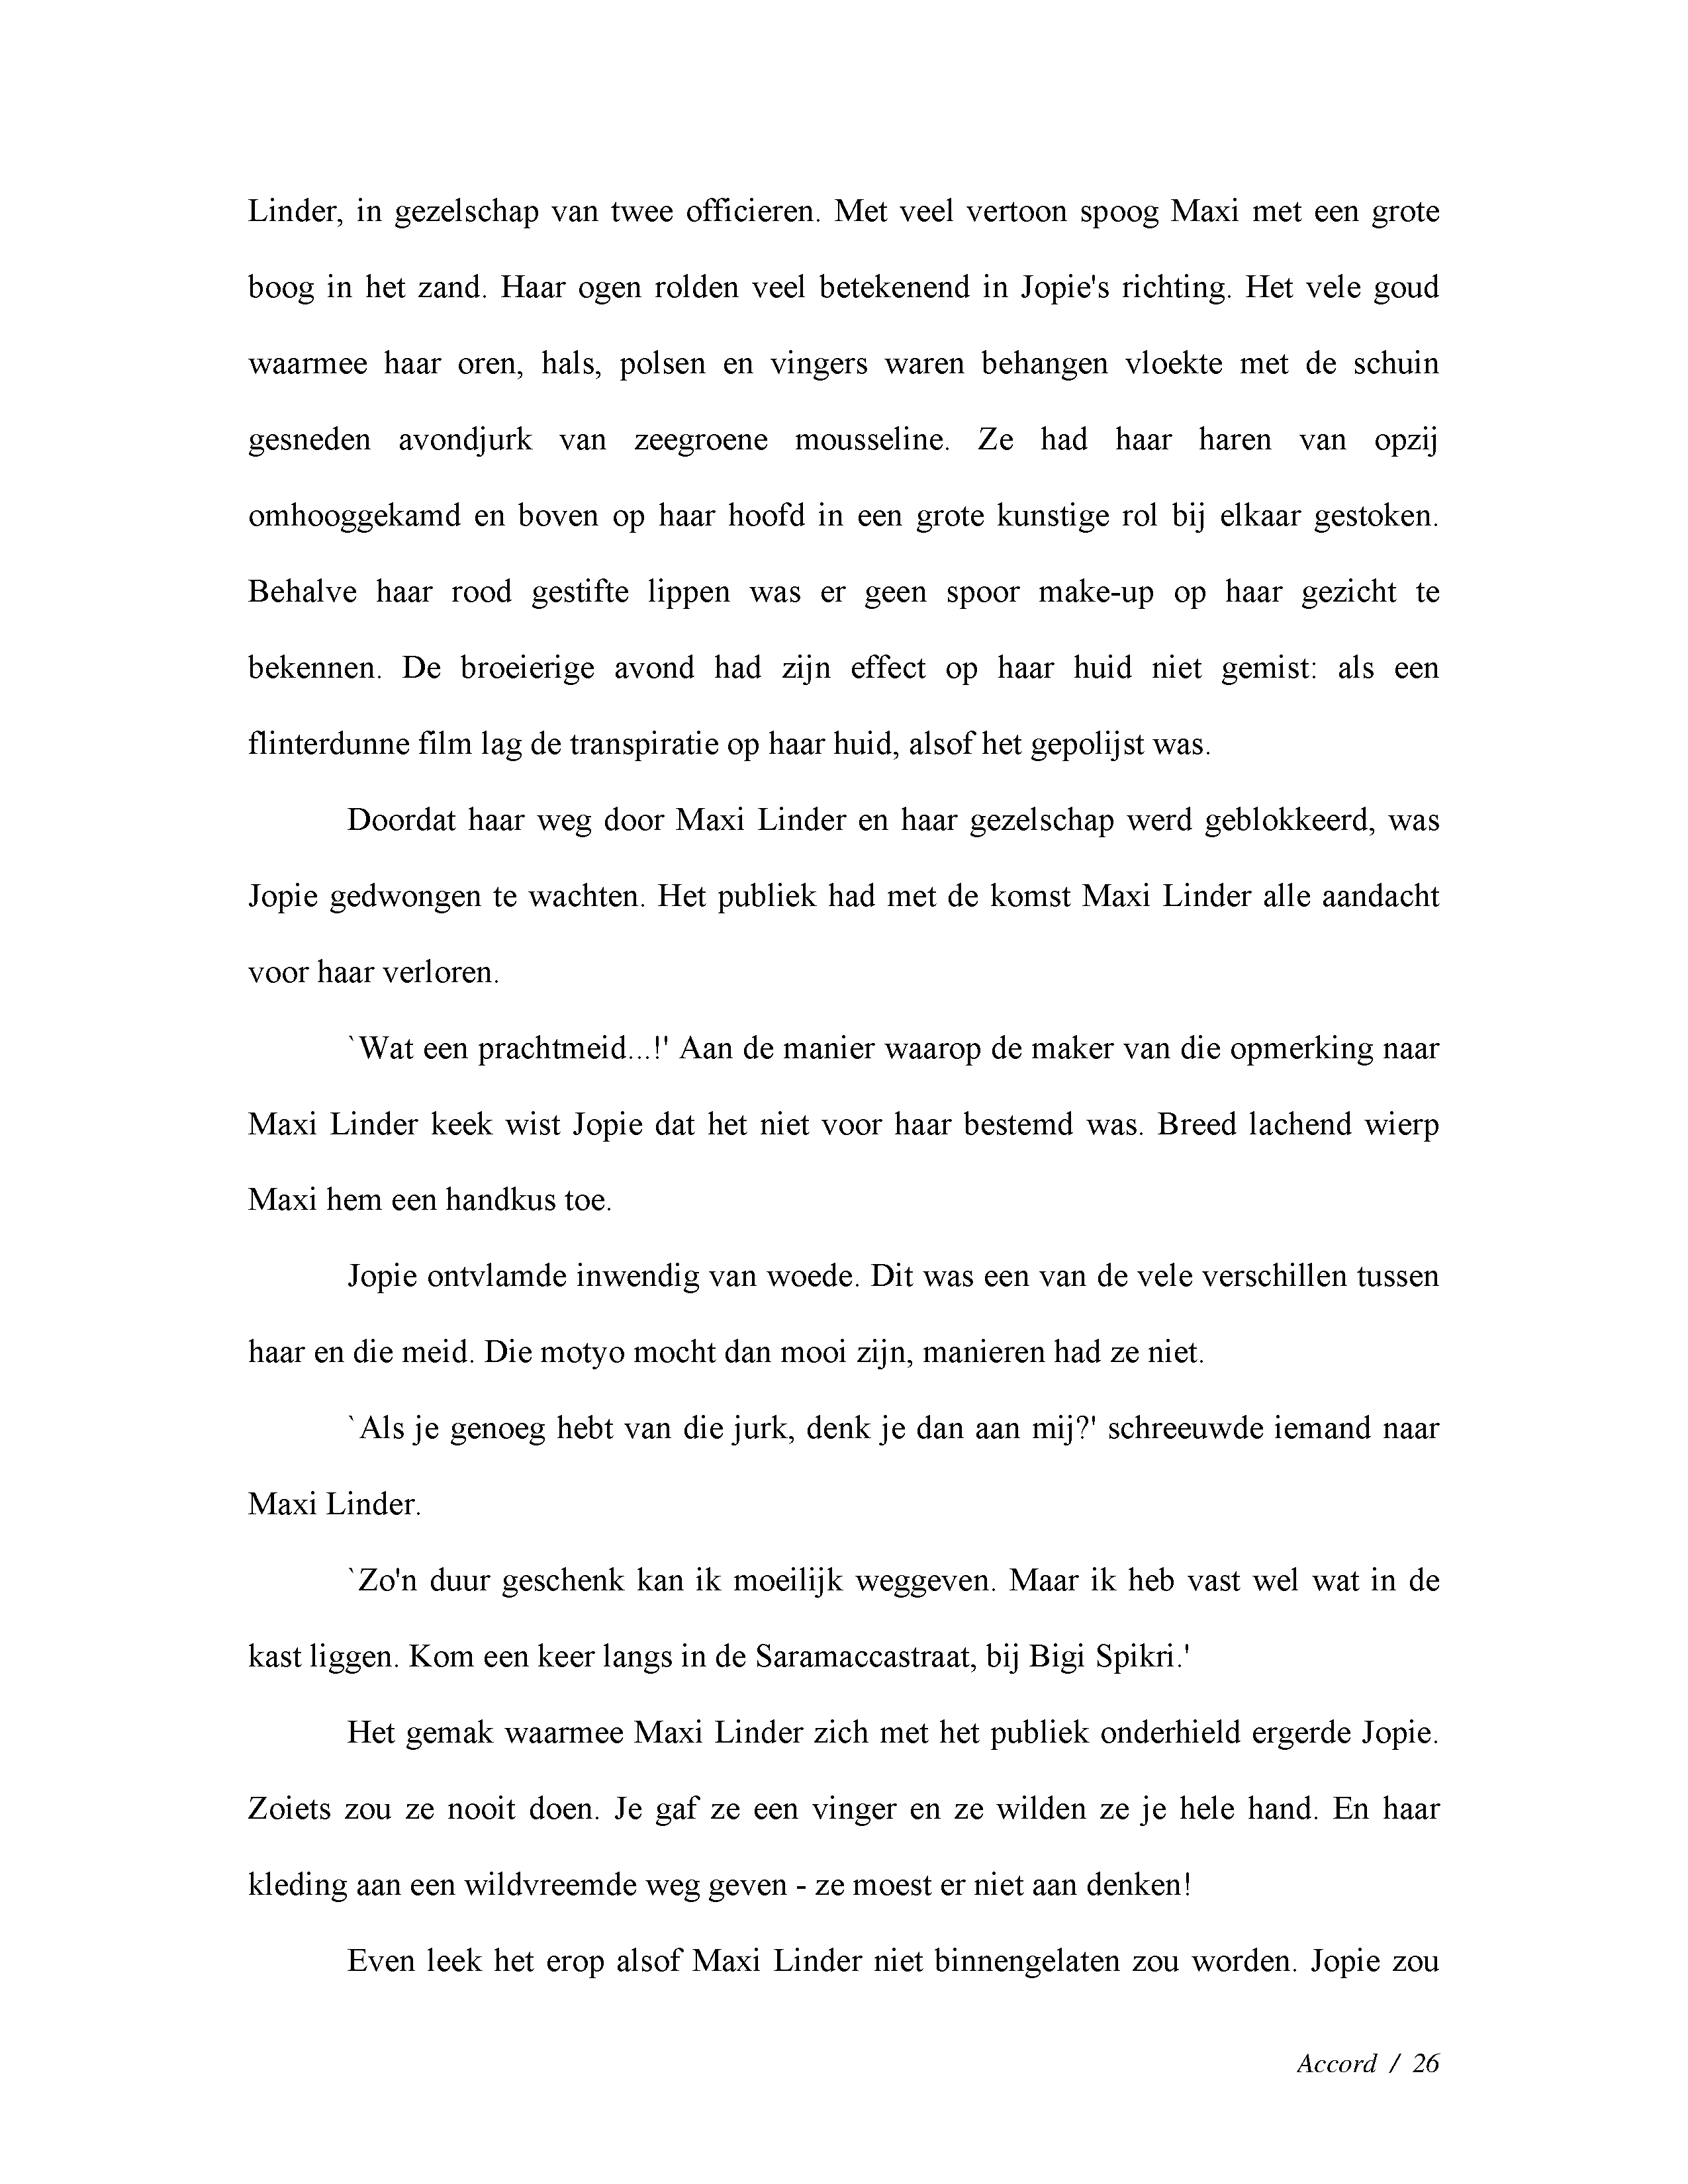 Linder, in gezelschap van twee officieren. Met veel vertoon spoog Maxi met een grote
boog in het zand. Haar ogen rolden veel betekenend in Jopie's richting. Het vele goud
waarmee haar oren, hals, polsen en vingers waren behangen vloekte met de schuin
gesneden avondjurk van zeegroene mousseline. Ze had haar haren van opzij
omhooggekamd en boven op haar hoofd in een grote kunstige rol bij elkaar gestoken.
Behalve haar rood gestifte lippen was er geen spoor make-up op haar gezicht te
bekennen. De broeierige avond had zijn effect op haar huid niet gemist: als een
flinterdunne film lag de transpiratie op haar huid, alsof het gepolijst was.
Doordat haar weg door Maxi Linder en haar gezelschap werd geblokkeerd, was
Jopie gedwongen te wachten. Het publiek had met de komst Maxi Linder alle aandacht
voor haar verloren.
`Wat een prachtmeid...!' Aan de manier waarop de maker van die opmerking naar
Maxi Linder keek wist Jopie dat het niet voor haar bestemd was. Breed lachend wierp
Maxi hem een handkus toe.
Jopie ontvlamde inwendig van woede. Dit was een van de vele verschillen tussen
haar en die meid. Die motyo mocht dan mooi zijn, manieren had ze niet.
`Als je genoeg hebt van die jurk, denk je dan aan mij?' schreeuwde iemand naar
Maxi Linder.
`Zo'n duur geschenk kan ik moeilijk weggeven. Maar ik heb vast wel wat in de
kast liggen. Kom een keer langs in de Saramaccastraat, bij Bigi Spikri.'
Het gemak waarmee Maxi Linder zich met het publiek onderhield ergerde Jopie.
Zoiets zou ze nooit doen. Je gaf ze een vinger en ze wilden ze je hele hand. En haar
kleding aan een wildvreemde weg geven - ze moest er niet aan denken!
Even leek het erop alsof Maxi Linder niet binnengelaten zou worden. Jopie zou
Accord / 26